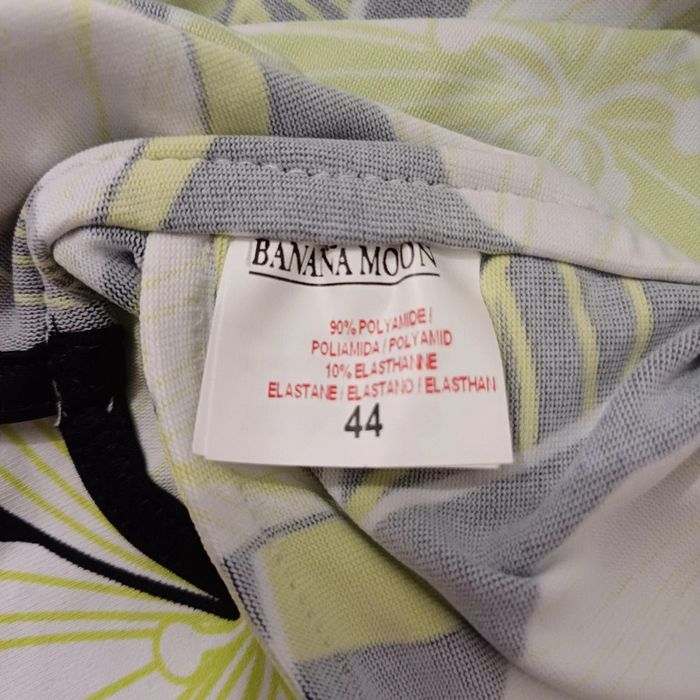 BANANA MOON
90% POLYAMIDE /
POLIAMIDA / POLYAMID
10% ELASTHANNE
ELASTANE / ELASTANO / ELASTHAN
44